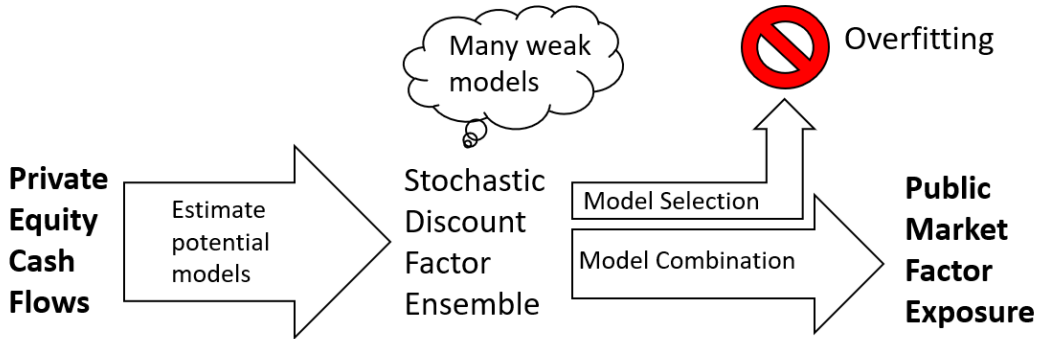 Private
Equity
Cash
Flows
Estimate
potential
models
Many weak
models
Stochastic
Discount
Factor
Ensemble
Model Selection
Model Combination
Overfitting
Public
Market
Factor
Exposure